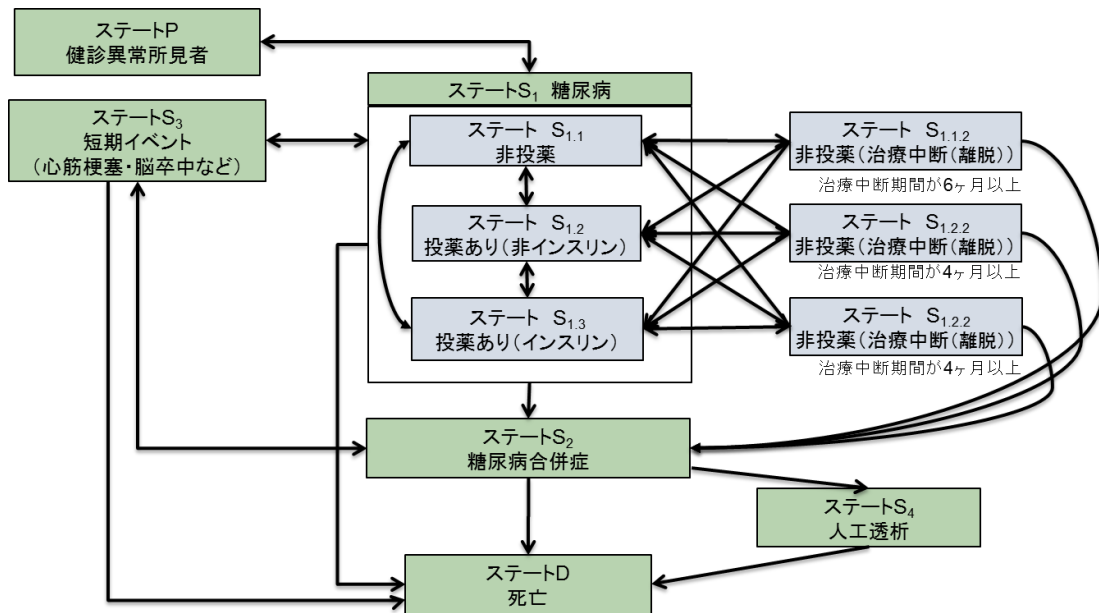 ステートP
健診異常所見者
ステートS₁ 糖尿病
ステートS₃
短期イベント
（心筋梗塞・脳卒中など）
ステート S₁.₁
非投薬
ステート S₁.₂
投薬あり（非インスリン）
ステート S₁.₃
投薬あり（インスリン）
ステート S₁.₁.₂
非投薬（治療中断（離脱））
治療中断期間が6ヶ月以上
ステート S₁.₂.₂
非投薬（治療中断（離脱））
治療中断期間が4ヶ月以上
ステート S₁.₂.₂
非投薬（治療中断（離脱））
治療中断期間が4ヶ月以上
ステートS₂
糖尿病合併症
ステートS₄
人工透析
ステートD
死亡